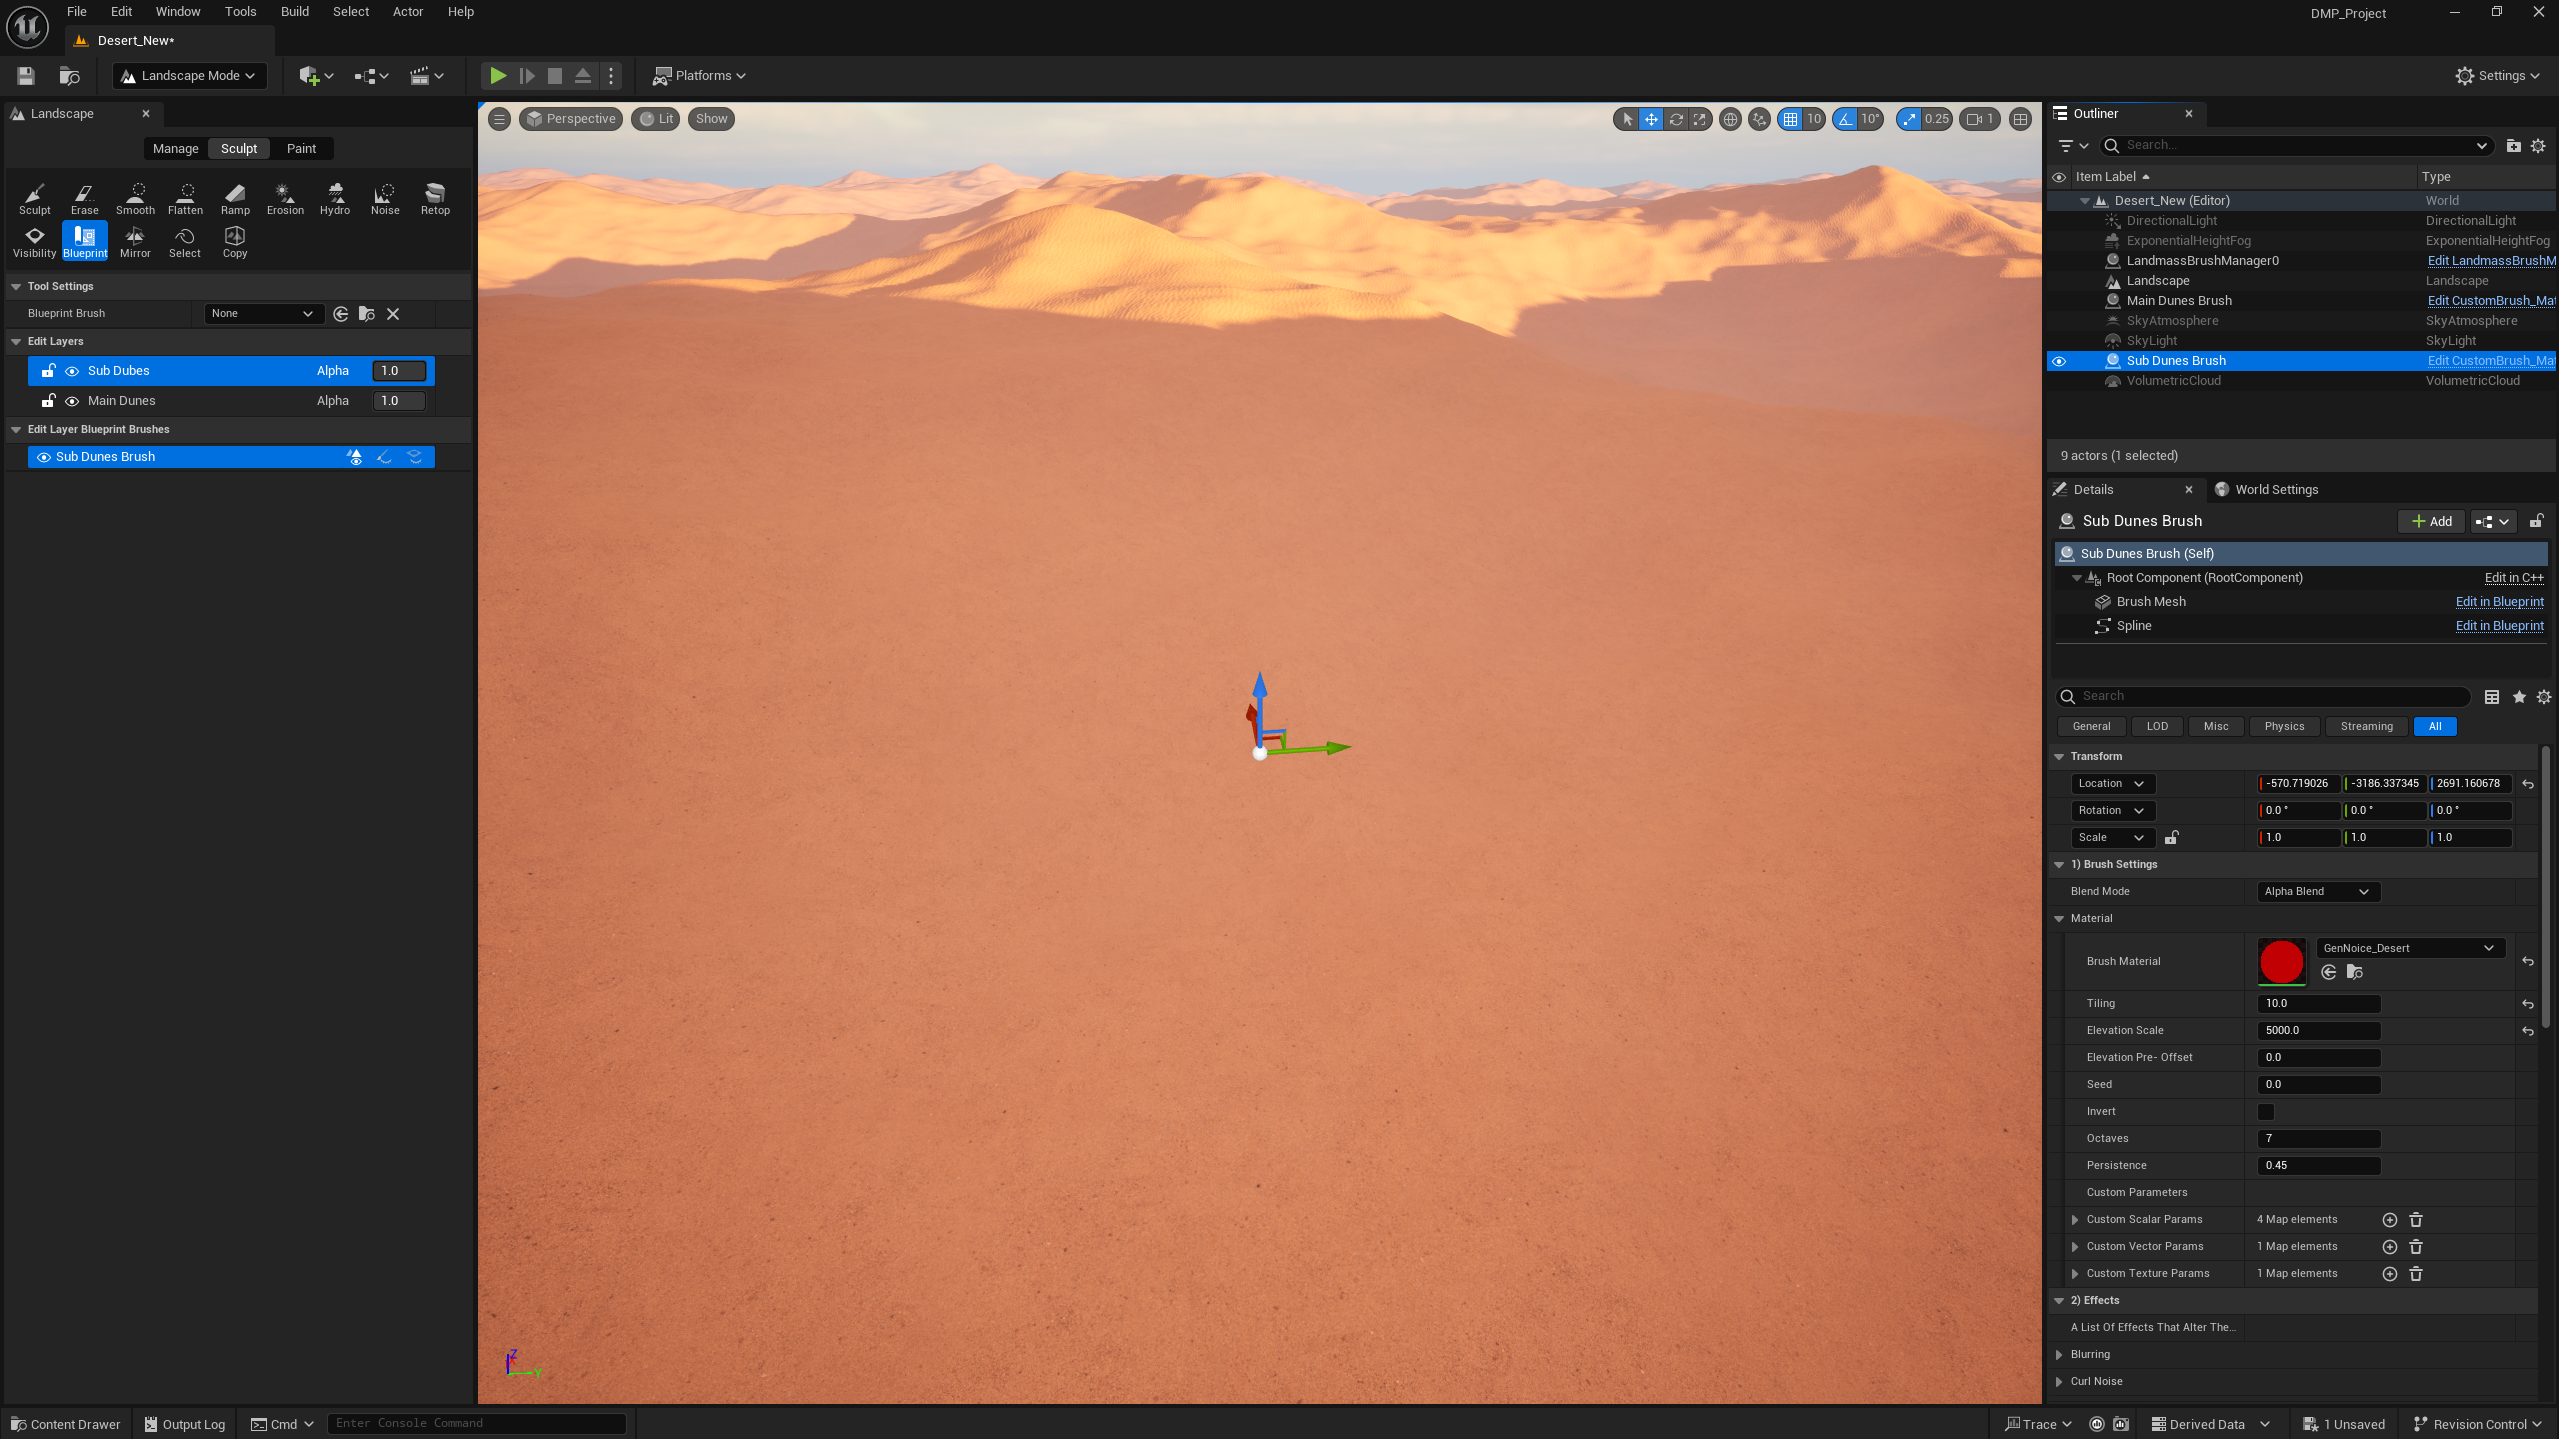 File Edit Window Tools Build Select Actor Help
DMP_Project
Desert_New*
Landscape Mode
Platforms
Settings
Landscape
Manage Sculpt Paint
Sculpt Erase Smooth Flatten Ramp Erosion Hydro Noise Retop
Visibility Blueprint Mirror Select Copy
Tool Settings
Blueprint Brush None
Edit Layers
Sub Dubes Alpha 1.0
Main Dunes Alpha 1.0
Edit Layer Blueprint Brushes
Sub Dunes Brush
Perspective Lit Show
10 10° 0.25 1
Z
Y
Outliner
Search...
Item Label Type
Desert_New (Editor) World
DirectionalLight DirectionalLight
ExponentialHeightFog ExponentialHeightFog
LandmassBrushManager0 Edit LandmassBrushM
Landscape Landscape
Main Dunes Brush Edit CustomBrush_Mat
SkyAtmosphere SkyAtmosphere
SkyLight SkyLight
Sub Dunes Brush Edit CustomBrush_Mat
VolumetricCloud VolumetricCloud
9 actors (1 selected)
Details World Settings
Sub Dunes Brush Add
Sub Dunes Brush (Self)
Root Component (RootComponent) Edit in C++
Brush Mesh Edit in Blueprint
Spline Edit in Blueprint
Search
General LOD Misc Physics Streaming All
Transform
Location -570.719026 -3186.337345 2691.160678
Rotation 0.0 ° 0.0 ° 0.0 °
Scale 1.0 1.0 1.0
1) Brush Settings
Blend Mode Alpha Blend
Material
Brush Material GenNoice_Desert
Tiling 10.0
Elevation Scale 5000.0
Elevation Pre- Offset 0.0
Seed 0.0
Invert
Octaves 7
Persistence 0.45
Custom Parameters
Custom Scalar Params 4 Map elements
Custom Vector Params 1 Map elements
Custom Texture Params 1 Map elements
2) Effects
A List Of Effects That Alter The...
Blurring
Curl Noise
Content Drawer Output Log Cmd Enter Console Command
Trace Derived Data 1 Unsaved Revision Control